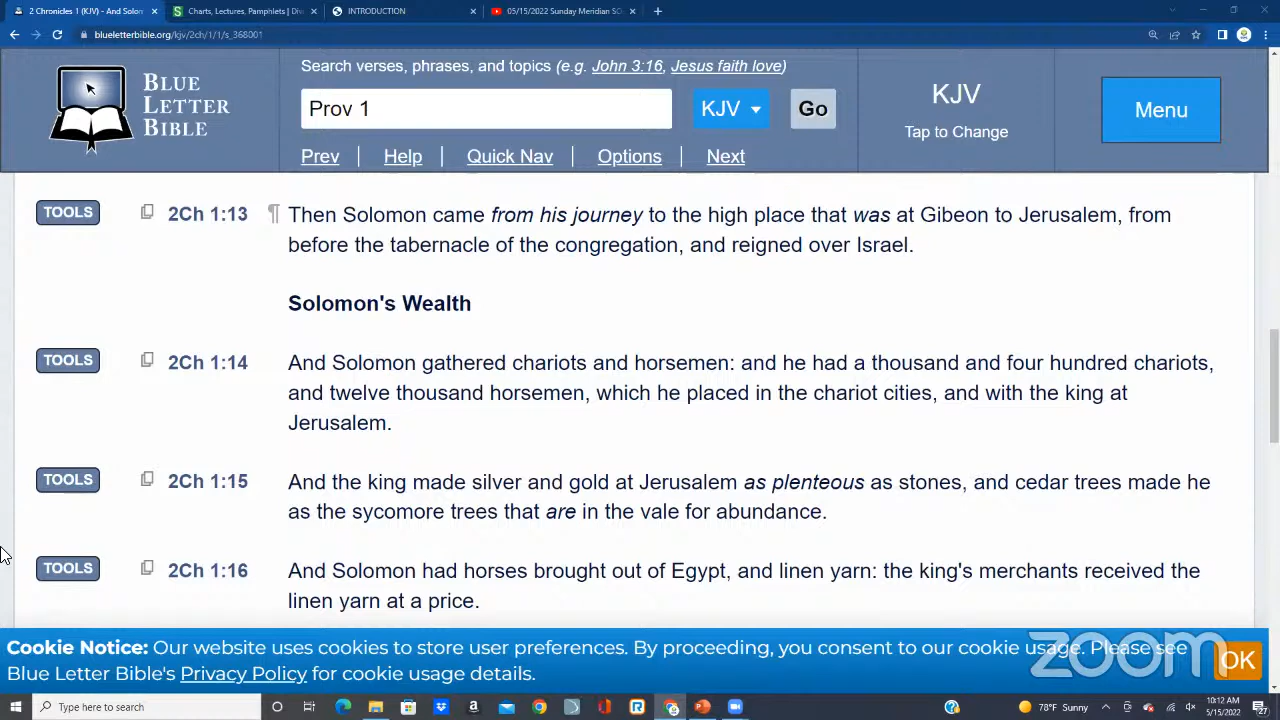 2 Chronicles 1 (KJV) - And Solon
Charts, Lectures, Pamphlets | Div
INTRODUCTION
05/15/2022 Sunday Meridian SC
blueletterbible.org/kjv/2ch/1/1/s_368001
BLUE
LETTER
BIBLE
Search verses, phrases, and topics (e.g. John 3:16, Jesus faith love)
Prov 1
KJV
Go
Prev | Help | Quick Nav | Options | Next
KJV
Tap to Change
Menu
TOOLS 2Ch 1:13 ¶ Then Solomon came from his journey to the high place that was at Gibeon to Jerusalem, from
before the tabernacle of the congregation, and reigned over Israel.
Solomon's Wealth
TOOLS 2Ch 1:14 And Solomon gathered chariots and horsemen: and he had a thousand and four hundred chariots,
and twelve thousand horsemen, which he placed in the chariot cities, and with the king at
Jerusalem.
TOOLS 2Ch 1:15 And the king made silver and gold at Jerusalem as plenteous as stones, and cedar trees made he
as the sycomore trees that are in the vale for abundance.
TOOLS 2Ch 1:16 And Solomon had horses brought out of Egypt, and linen yarn: the king's merchants received the
linen yarn at a price.
Cookie Notice: Our website uses cookies to store user preferences. By proceeding, you consent to our cookie usage. Please see
Blue Letter Bible's Privacy Policy for cookie usage details.
OK
zoom
Type here to search
78°F Sunny
10:12 AM
5/15/2022
27